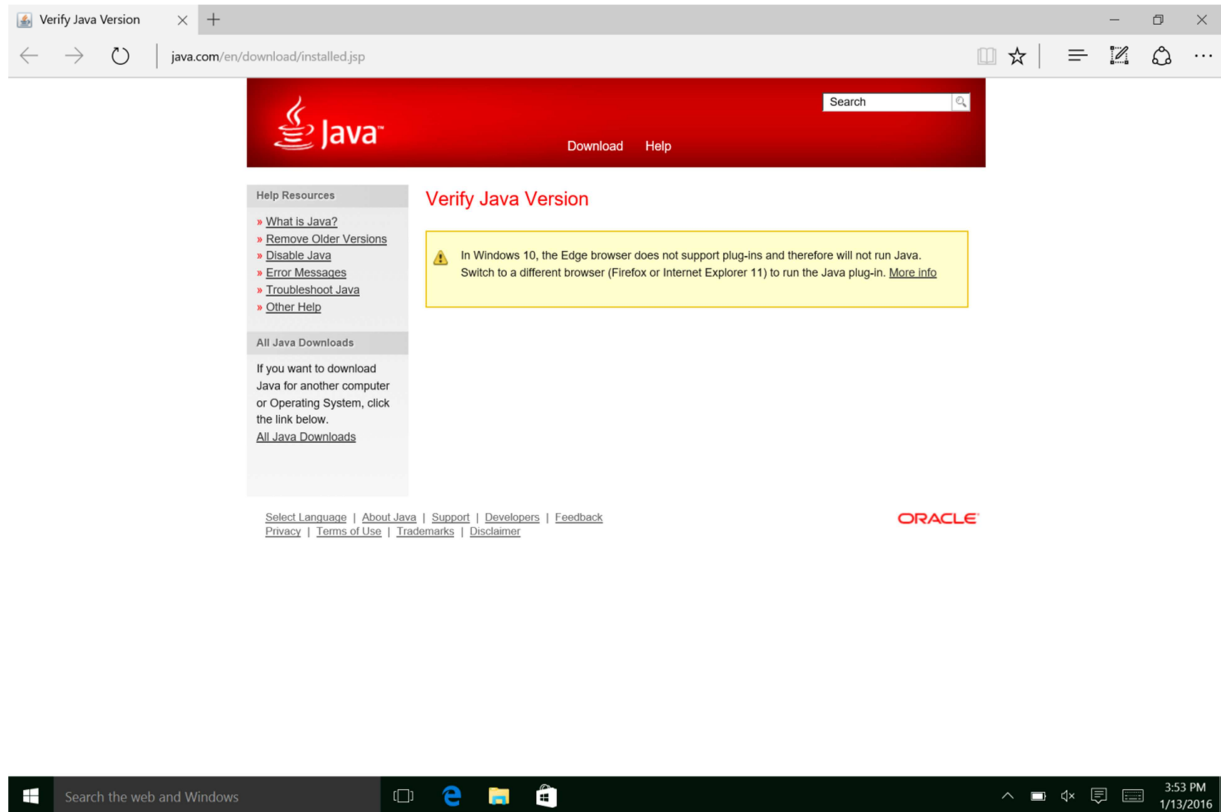 Verify Java Version
java.com/en/download/installed.jsp
Java™
Search
Download Help
Help Resources
» What is Java?
» Remove Older Versions
» Disable Java
» Error Messages
» Troubleshoot Java
» Other Help
All Java Downloads
If you want to download
Java for another computer
or Operating System, click
the link below.
All Java Downloads
Verify Java Version
In Windows 10, the Edge browser does not support plug-ins and therefore will not run Java.
Switch to a different browser (Firefox or Internet Explorer 11) to run the Java plug-in. More info
Select Language | About Java | Support | Developers | Feedback
Privacy | Terms of Use | Trademarks | Disclaimer
ORACLE
Search the web and Windows
3:53 PM
1/13/2016